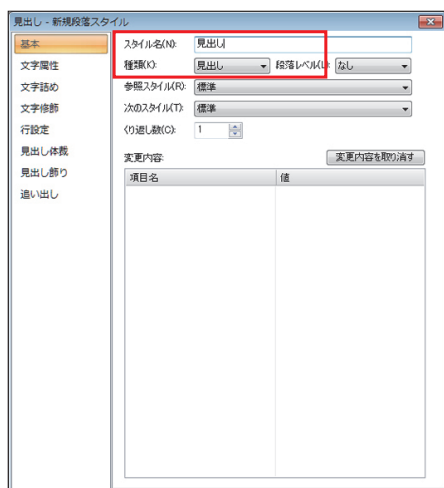 見出し - 新規段落スタイル
基本
文字属性
文字詰め
文字修飾
行設定
見出し体裁
見出し飾り
追い出し
スタイル名(N): 見出し
種類(K): 見出し 段落レベル(L): なし
参照スタイル(R): 標準
次のスタイル(T): 標準
くり返し数(C): 1
変更内容: 変更内容を取り消す
項目名 値